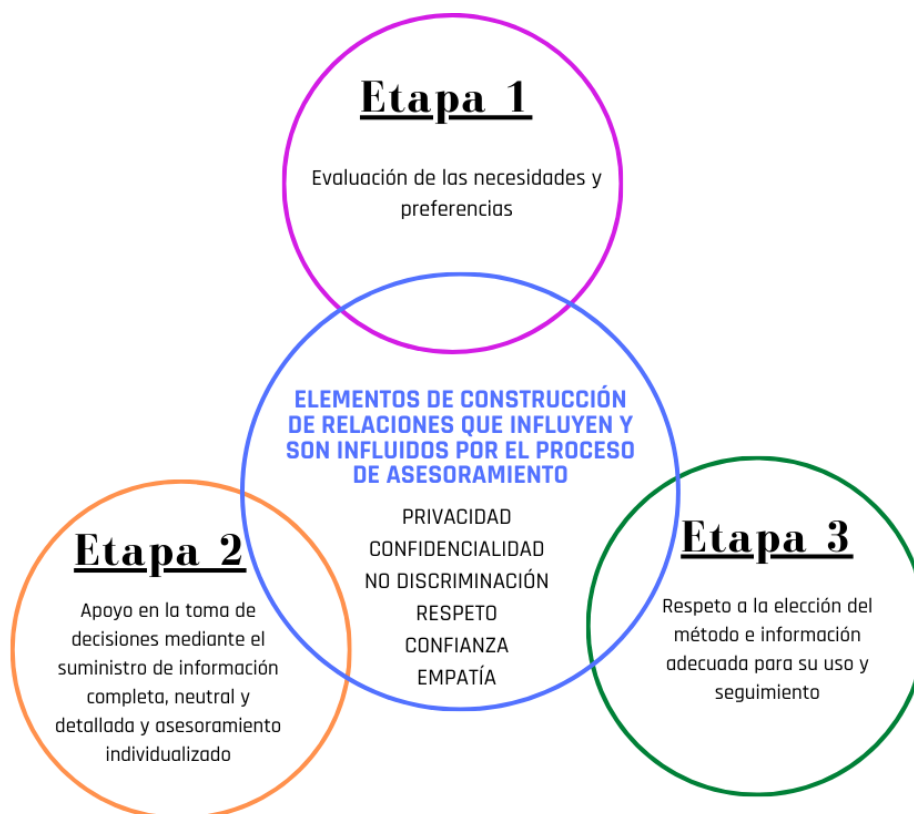 Etapa 1
Evaluación de las necesidades y
preferencias
ELEMENTOS DE CONSTRUCCIÓN
DE RELACIONES QUE INFLUYEN Y
SON INFLUIDOS POR EL PROCESO
DE ASESORAMIENTO
PRIVACIDAD
CONFIDENCIALIDAD
NO DISCRIMINACIÓN
RESPETO
CONFIANZA
EMPATÍA
Etapa 2
Apoyo en la toma de
decisiones mediante el
suministro de información
completa, neutral y
detallada y asesoramiento
individualizado
Etapa 3
Respeto a la elección del
método e información
adecuada para su uso y
seguimiento